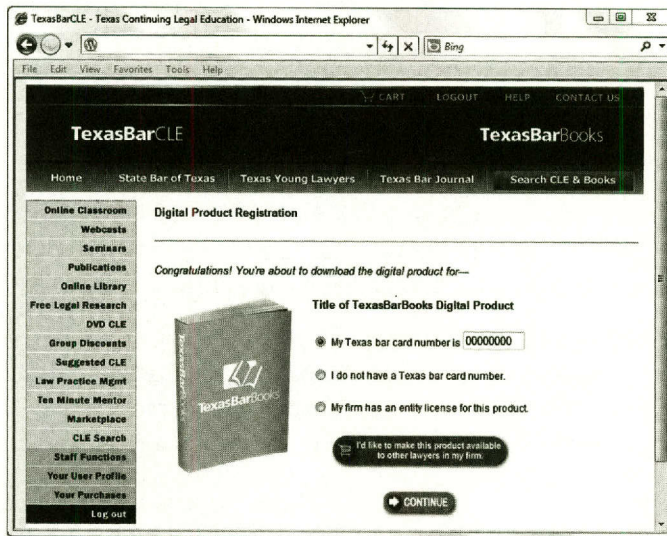 TexasBarCLE - Texas Continuing Legal Education - Windows Internet Explorer
Bing
File Edit View Favorites Tools Help
CART LOGOUT HELP CONTACT US
TexasBarCLE TexasBarBooks
Home State Bar of Texas Texas Young Lawyers Texas Bar Journal Search CLE & Books
Online Classroom
Webcasts
Seminars
Publications
Online Library
Free Legal Research
DVD CLE
Group Discounts
Suggested CLE
Law Practice Mgmt
Ten Minute Mentor
Marketplace
CLE Search
Staff Functions
Your User Profile
Your Purchases
Log out
Digital Product Registration
Congratulations! You're about to download the digital product for—
TexasBarBooks
TexasBarBooks
Title of TexasBarBooks Digital Product
My Texas bar card number is 00000000
I do not have a Texas bar card number.
My firm has an entity license for this product.
I'd like to make this product available
to other lawyers in my firm.
CONTINUE